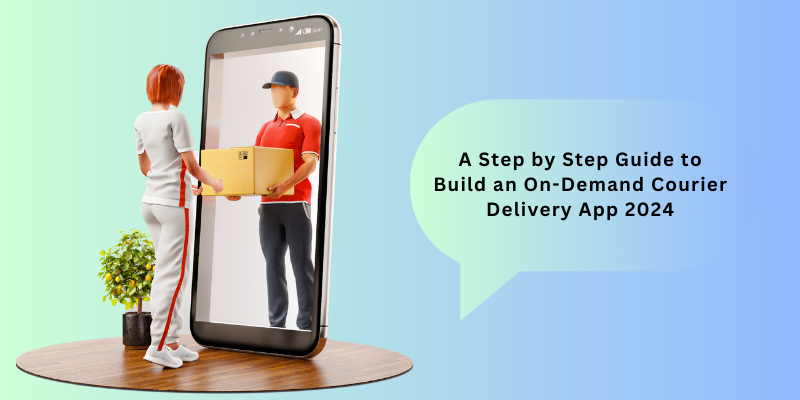 A Step by Step Guide to
Build an On-Demand Courier
Delivery App 2024